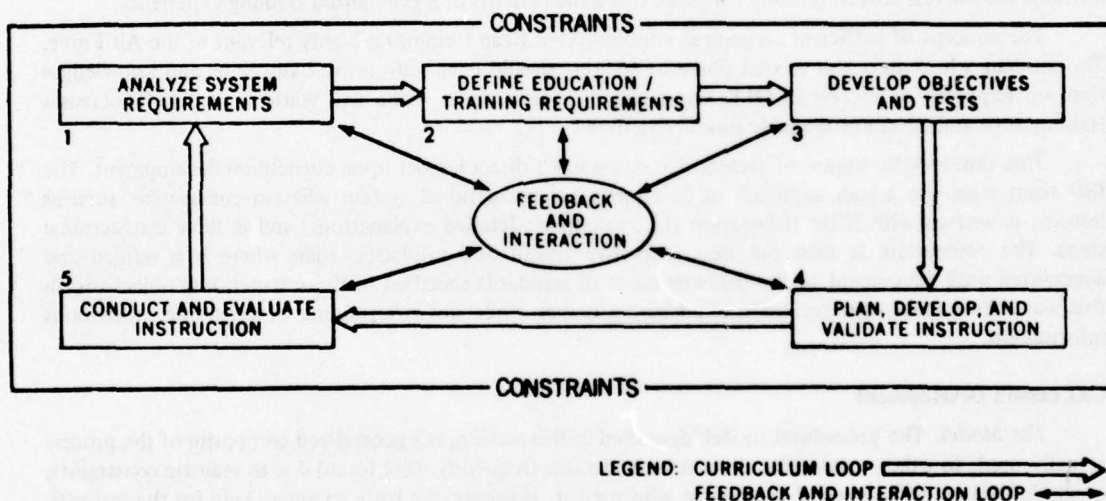 CONSTRAINTS
ANALYZE SYSTEM
REQUIREMENTS
1
DEFINE EDUCATION
TRAINING REQUIREMENTS
2
DEVELOP OBJECTIVES
AND TESTS
3
FEEDBACK
AND
INTERACTION
5
CONDUCT AND EVALUATE
INSTRUCTION
4
PLAN, DEVELOP, AND
VALIDATE INSTRUCTION
CONSTRAINTS
LEGEND: CURRICULUM LOOP
FEEDBACK AND INTERACTION LOOP